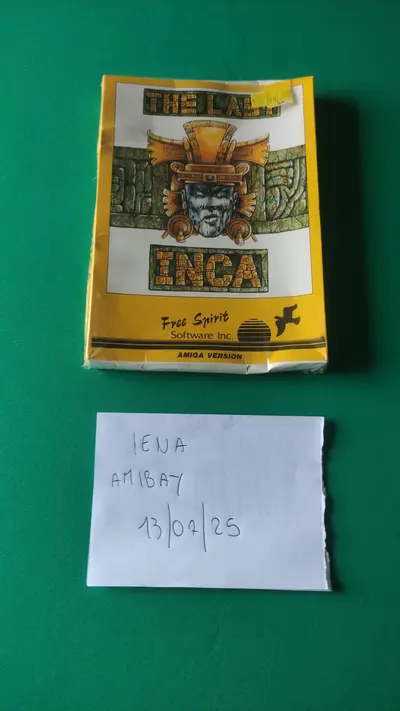 THE LAST
INCA
Free Spirit
Software Inc.
AMIGA VERSION
IENA
AMIBAY
13/07/25